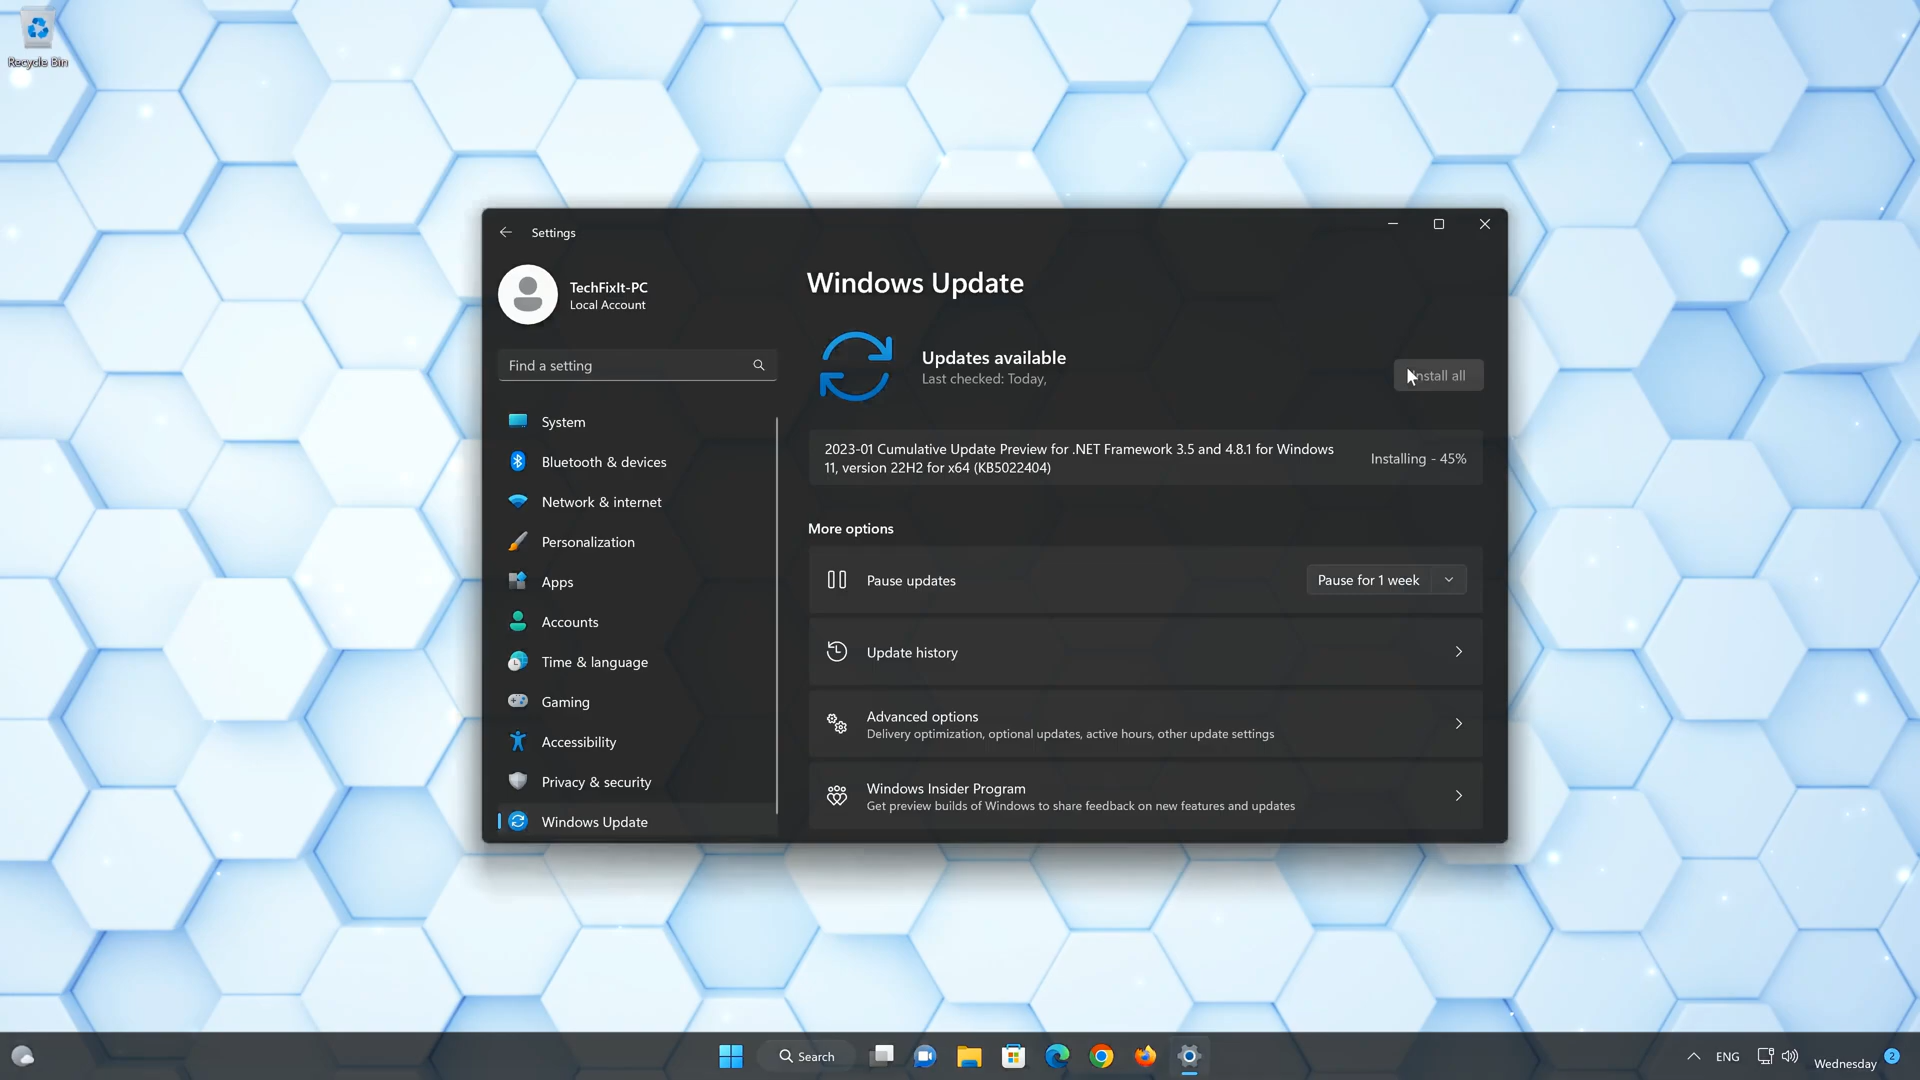 Recycle Bin
Settings
TechFixIt-PC
Local Account
Find a setting
System
Bluetooth & devices
Network & internet
Personalization
Apps
Accounts
Time & language
Gaming
Accessibility
Privacy & security
Windows Update
Windows Update
Updates available
Last checked: Today,
Install all
2023-01 Cumulative Update Preview for .NET Framework 3.5 and 4.8.1 for Windows
11, version 22H2 for x64 (KB5022404)
Installing - 45%
More options
Pause updates
Pause for 1 week
Update history
Advanced options
Delivery optimization, optional updates, active hours, other update settings
Windows Insider Program
Get preview builds of Windows to share feedback on new features and updates
Search
ENG
Wednesday
2